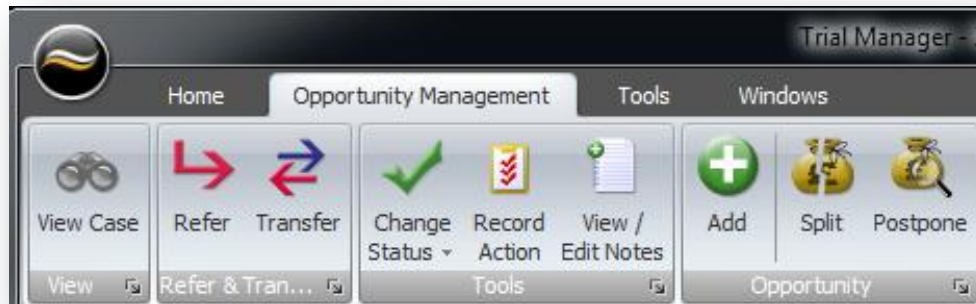 Trial Manager -
Home Opportunity Management Tools Windows
View Case Refer Transfer Change Status Record Action View / Edit Notes Add Split Postpone
View Refer & Tran... Tools Opportunity